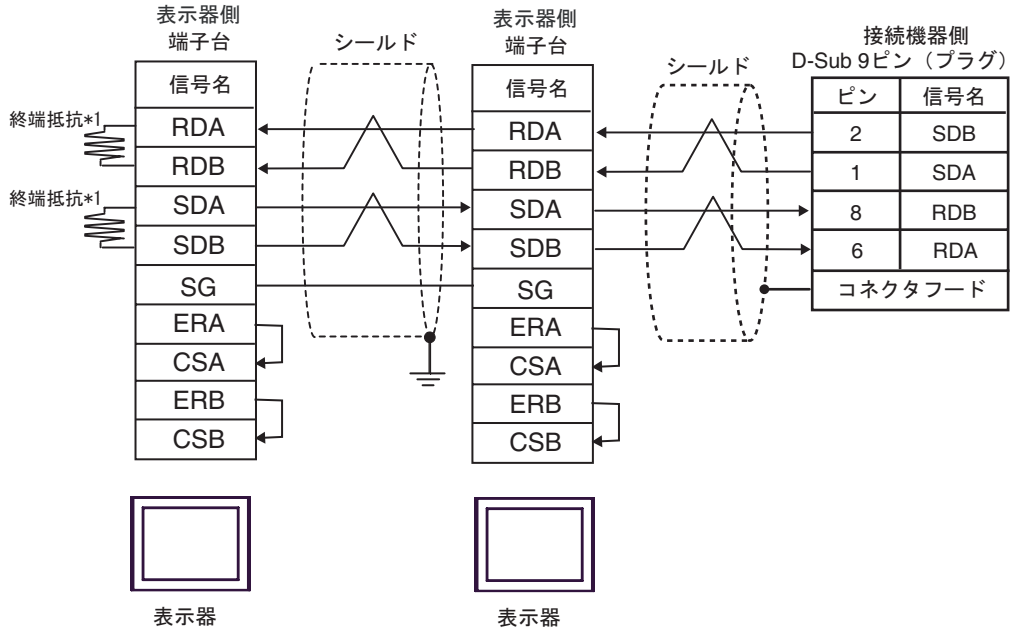 表示器側
端子台
シールド
信号名
終端抵抗*1
RDA
RDB
終端抵抗*1
SDA
SDB
SG
ERA
CSA
ERB
CSB
表示器
表示器側
端子台
シールド
信号名
RDA
RDB
SDA
SDB
SG
ERA
CSA
ERB
CSB
表示器
接続機器側
D-Sub 9ピン（プラグ）
ピン 信号名
2 SDB
1 SDA
8 RDB
6 RDA
コネクタフード